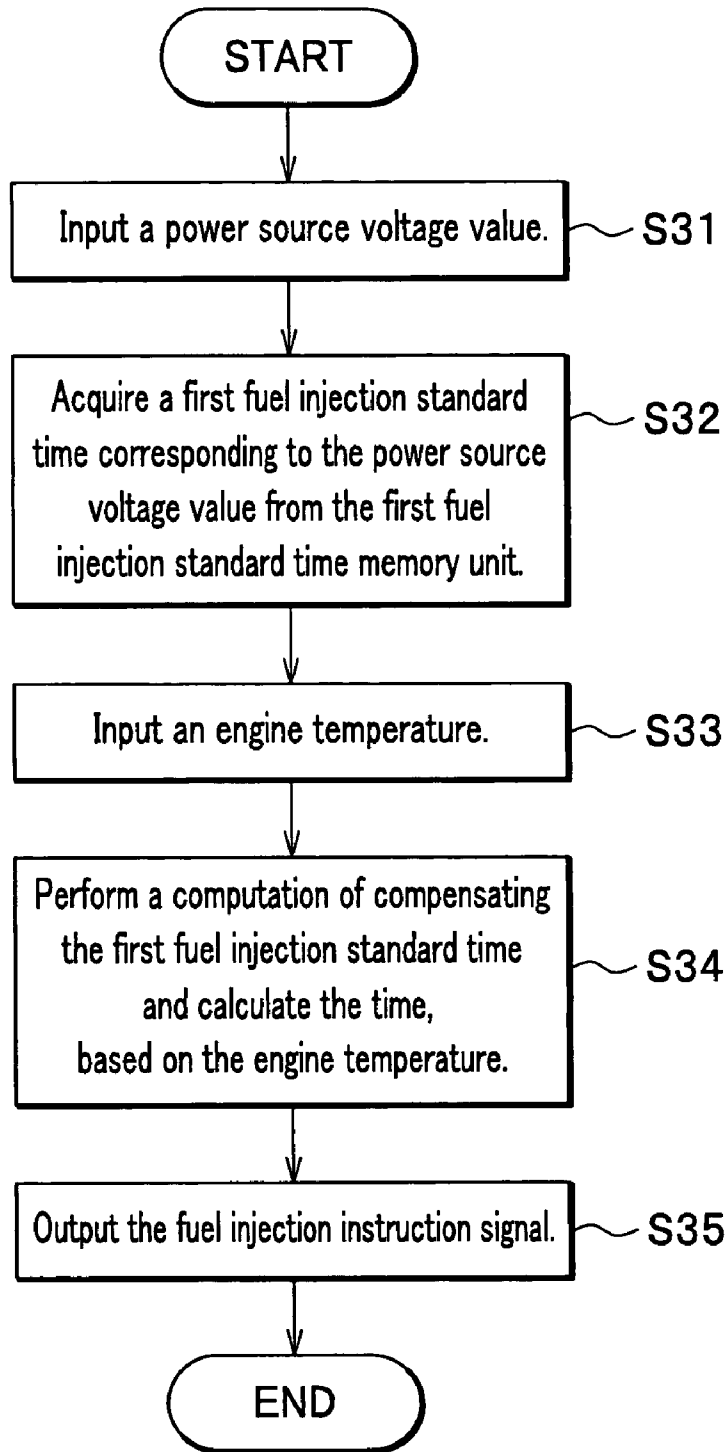 START
Input a power source voltage value.
S31
Acquire a first fuel injection standard
time corresponding to the power source
voltage value from the first fuel
injection standard time memory unit.
S32
Input an engine temperature.
S33
Perform a computation of compensating
the first fuel injection standard time
and calculate the time,
based on the engine temperature.
S34
Output the fuel injection instruction signal.
S35
END